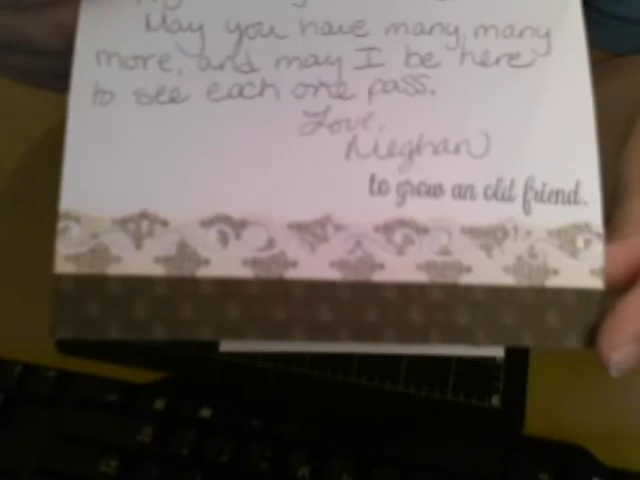 May you have many, many
more, and may I be here
to see each one pass.
Love,
Meghan
to grow an old friend.